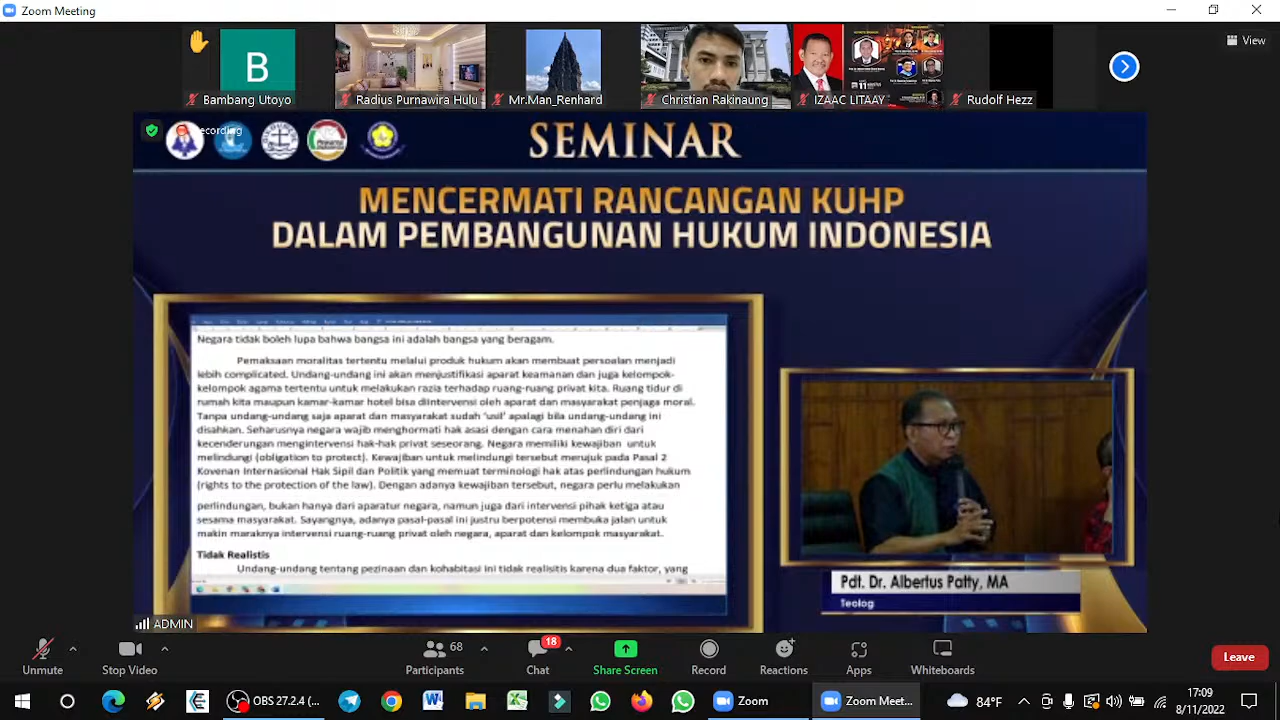 Zoom Meeting
B
Bambang Utoyo
Radius Purnawira Hulu
Mr.Man_Renhard
Christian Rakinaung
IZAAC LITAAY
Rudolf Hezz
View
Recording
SEMINAR
MENCERMATI RANCANGAN KUHP
DALAM PEMBANGUNAN HUKUM INDONESIA
Negara tidak boleh lupa bahwa bangsa ini adalah bangsa yang beragam.
Pemaksaan moralitas tertentu melalui produk hukum akan membuat persoalan menjadi
lebih complicated. Undang-undang ini akan menjustifikasi aparat keamanan dan juga kelompok-
kelompok agama tertentu untuk melakukan razia terhadap ruang-ruang privat kita. Ruang tidur di
rumah kita maupun kamar-kamar hotel bisa diintervensi oleh aparat dan masyarakat penjaga moral.
Tanpa undang-undang saja aparat dan masyarakat sudah 'usil' apalagi bila undang-undang ini
disahkan. Seharusnya negara wajib menghormati hak asasi dengan cara menahan diri dari
kecenderungan mengintervensi hak-hak privat seseorang. Negara memiliki kewajiban untuk
melindungi (obligation to protect). Kewajiban untuk melindungi tersebut merujuk pada Pasal 2
Kovenan Internasional Hak Sipil dan Politik yang memuat terminologi hak atas perlindungan hukum
(rights to the protection of the law). Dengan adanya kewajiban tersebut, negara perlu melakukan
perlindungan, bukan hanya dari aparatur negara, namun juga dari intervensi pihak ketiga atau
sesama masyarakat. Sayangnya, adanya pasal-pasal ini justru berpotensi membuka jalan untuk
makin maraknya intervensi ruang-ruang privat oleh negara, aparat dan kelompok masyarakat.
Tidak Realistis
Undang-undang tentang pezinaan dan kohabitasi ini tidak realisitis karena dua faktor, yang
Pdt. Dr. Albertus Patty, MA
Teolog
ADMIN
Unmute
Stop Video
68
Participants
18
Chat
Share Screen
Record
Reactions
Apps
Whiteboards
Leave
OBS 27.2.4 (...
Zoom
Zoom Mee...
84°F
17:09
8/11/2022